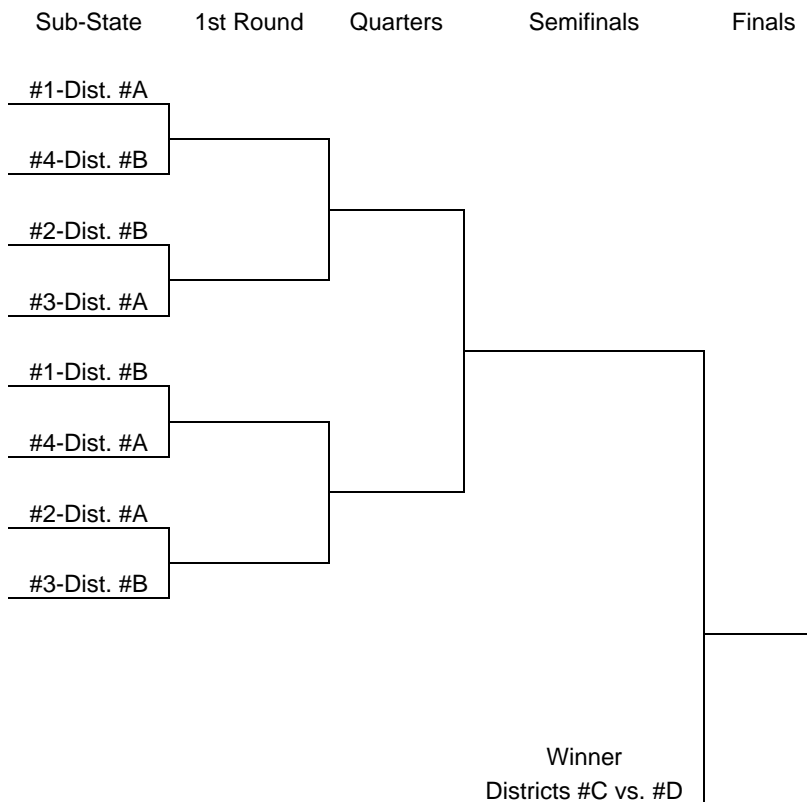 Sub-State 1st Round Quarters Semifinals Finals
#1-Dist. #A
#4-Dist. #B
#2-Dist. #B
#3-Dist. #A
#1-Dist. #B
#4-Dist. #A
#2-Dist. #A
#3-Dist. #B
Winner
Districts #C vs. #D